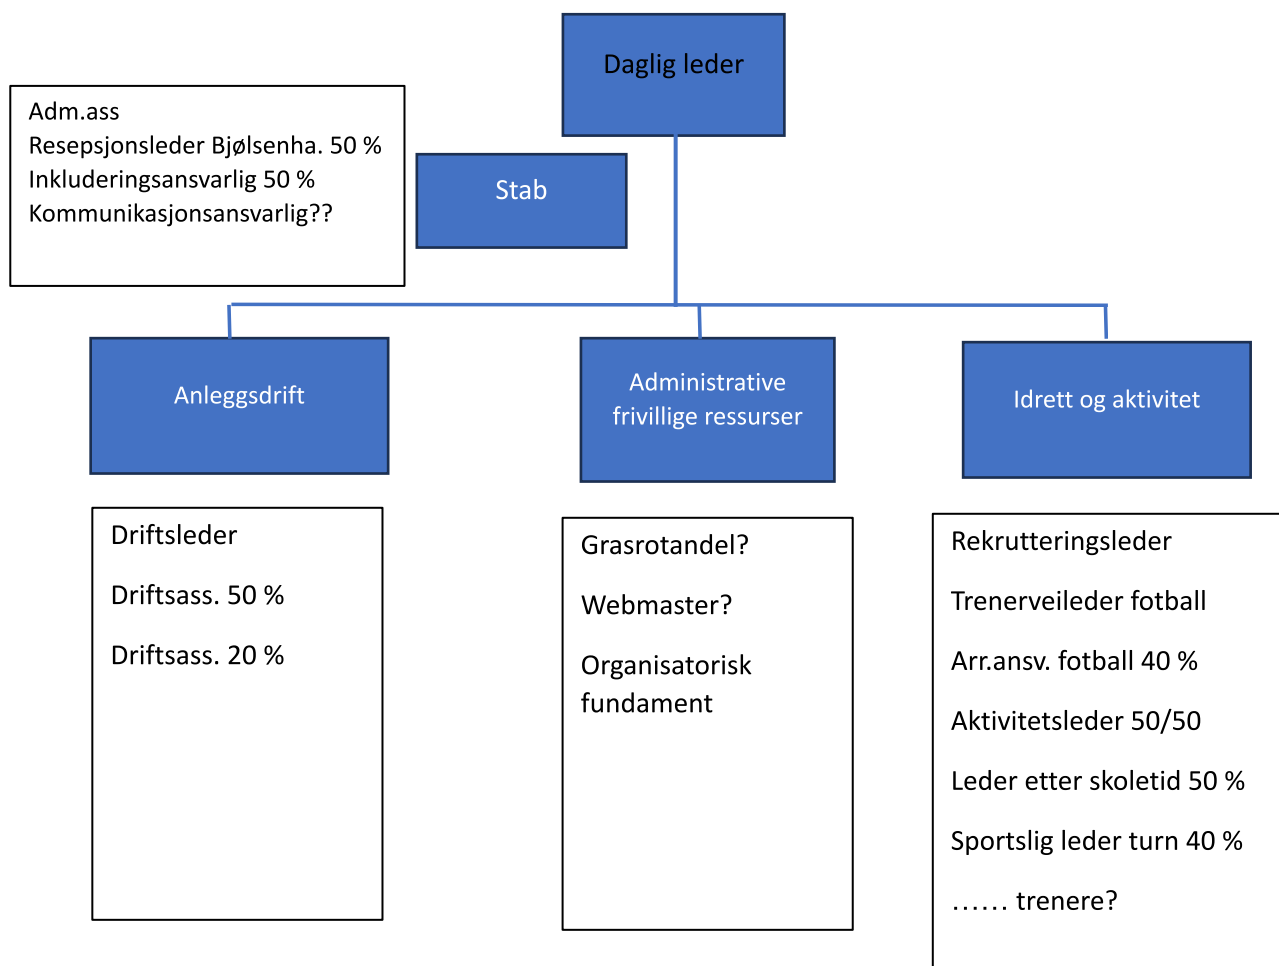 Daglig leder
Adm.ass
Resepsjonsleder Bjølsenha. 50 %
Inkluderingsansvarlig 50 %
Kommunikasjonsansvarlig??
Stab
Anleggsdrift
Administrative
frivillige ressurser
Idrett og aktivitet
Driftsleder
Driftsass. 50 %
Driftsass. 20 %
Grasrotandel?
Webmaster?
Organisatorisk
fundament
Rekrutteringsleder
Trenerveileder fotball
Arr.ansv. fotball 40 %
Aktivitetsleder 50/50
Leder etter skoletid 50 %
Sportslig leder turn 40 %
…… trenere?